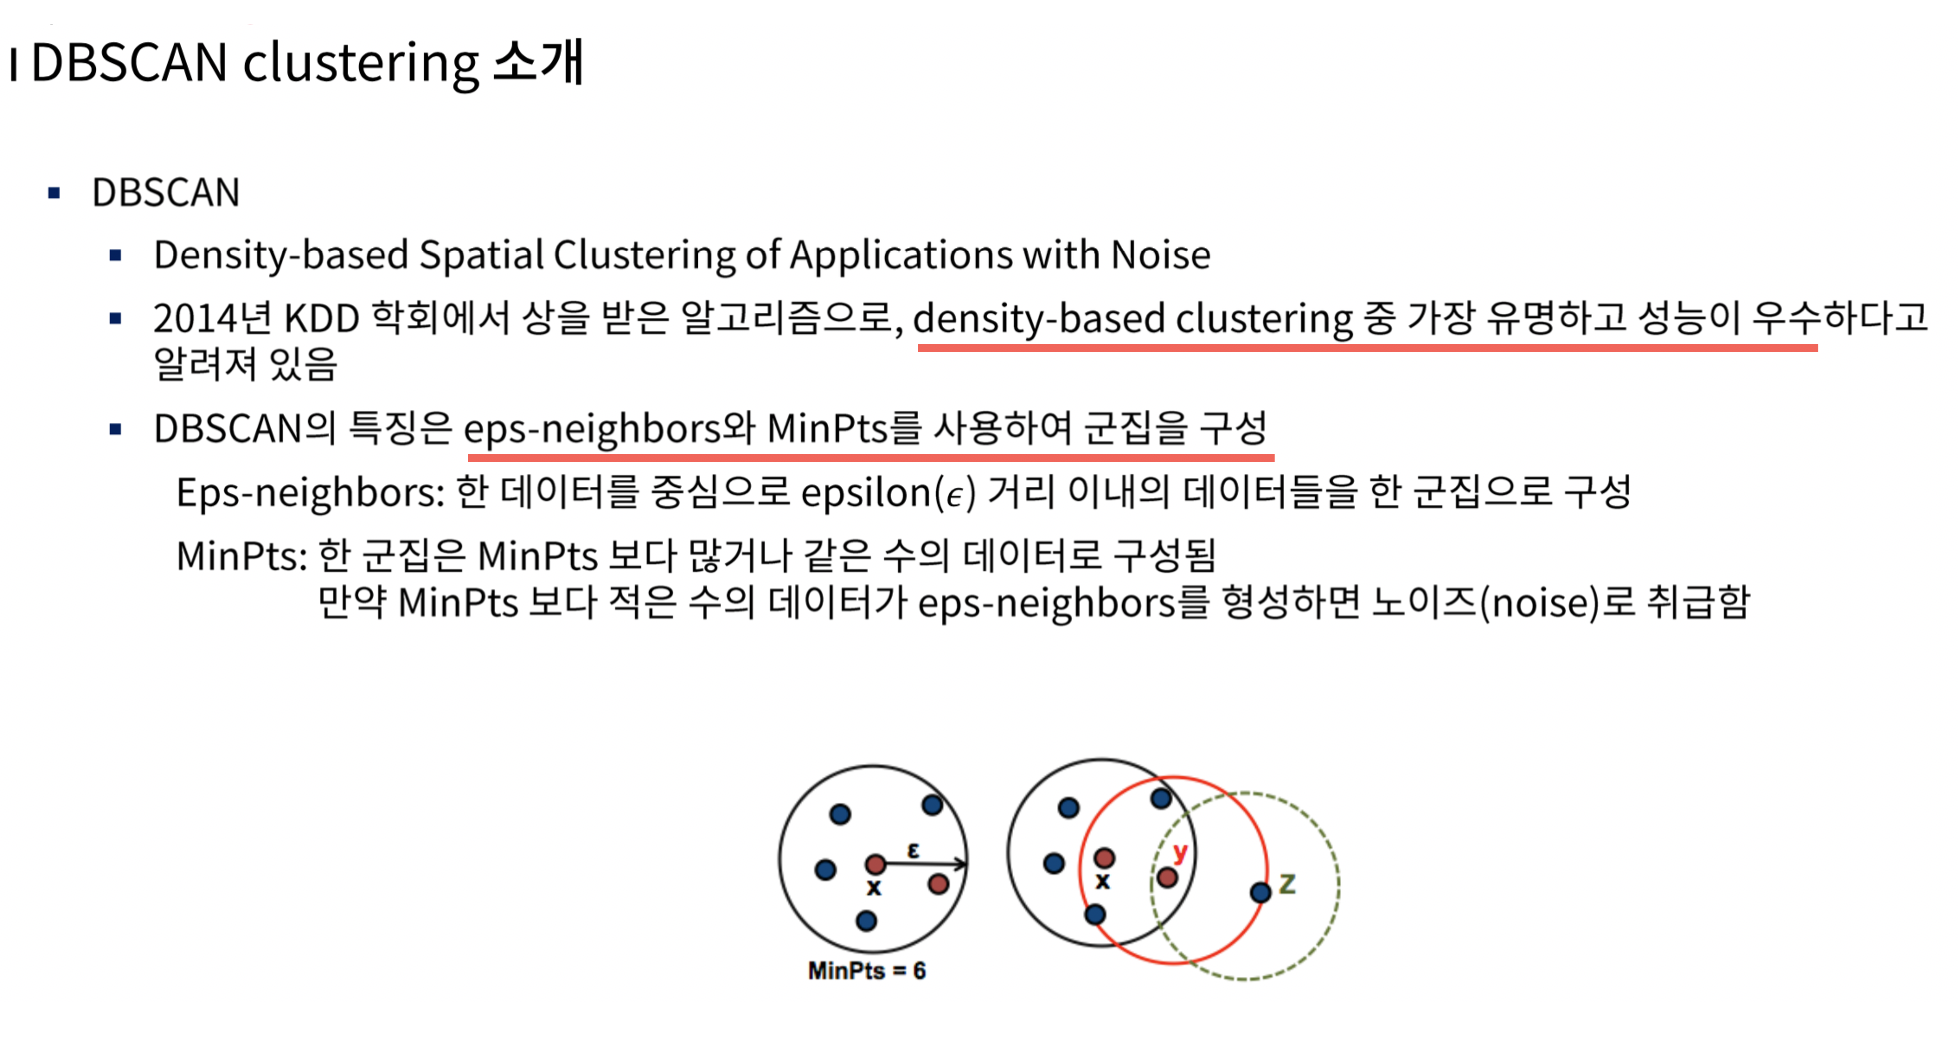 DBSCAN clustering 소개
DBSCAN
Density-based Spatial Clustering of Applications with Noise
2014년 KDD 학회에서 상을 받은 알고리즘으로, density-based clustering 중 가장 유명하고 성능이 우수하다고
알려져 있음
DBSCAN의 특징은 eps-neighbors와 MinPts를 사용하여 군집을 구성
Eps-neighbors: 한 데이터를 중심으로 epsilon(ϵ) 거리 이내의 데이터들을 한 군집으로 구성
MinPts: 한 군집은 MinPts 보다 많거나 같은 수의 데이터로 구성됨
만약 MinPts 보다 적은 수의 데이터가 eps-neighbors를 형성하면 노이즈(noise)로 취급함
ε
x
MinPts = 6
x
y
z